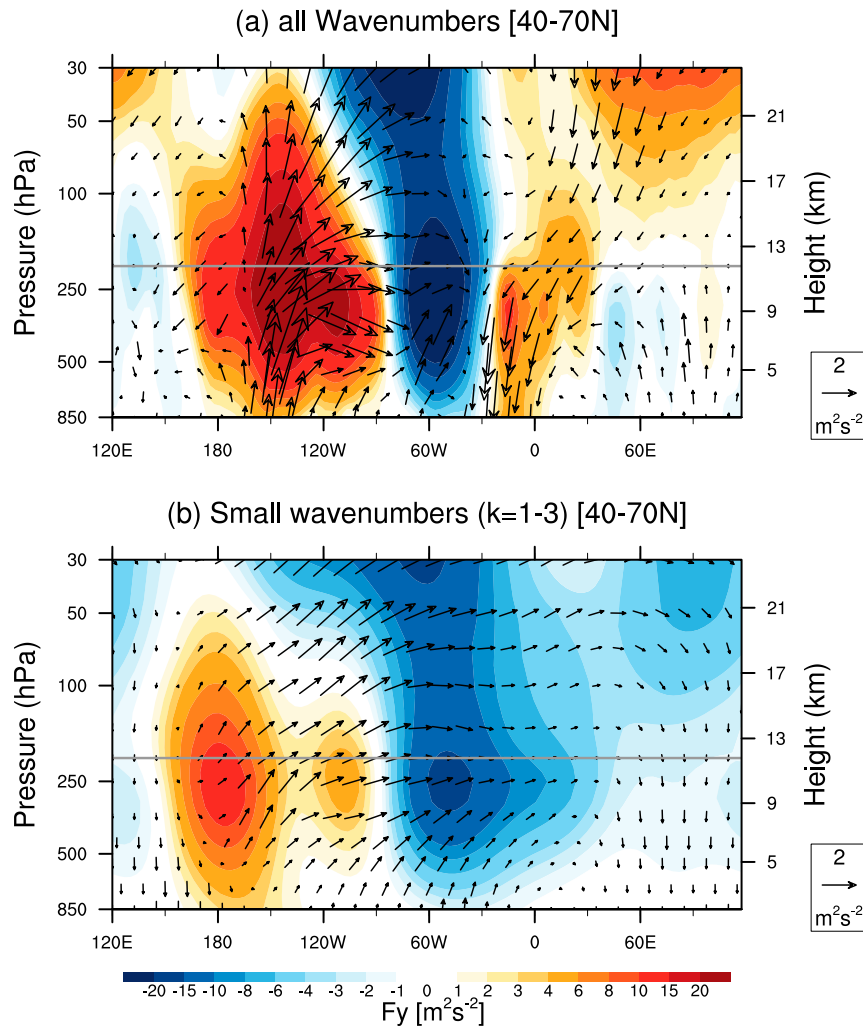 (a) all Wavenumbers [40-70N]
Pressure (hPa)
30
50
100
250
500
850
21
17
12
9
5
Height (km)
120E 180 120W 60W 0 60E
2
m²s⁻²
(b) Small wavenumbers (k=1-3) [40-70N]
Pressure (hPa)
30
50
100
250
500
850
21
17
12
9
5
Height (km)
120E 180 120W 60W 0 60E
2
m²s⁻²
-20 -15 -10 -8 -6 -4 -3 -2 -1 0 1 2 3 4 6 8 10 15 20
Fy [m²s⁻²]